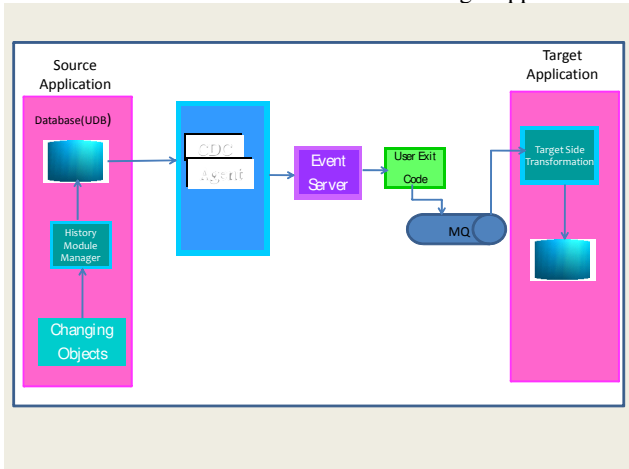 Source
Application
Database(UDB)
History
Module
Manager
Changing
Objects
CDC
Agent
Event
Server
User Exit
Code
MQ
Target
Application
Target Side
Transformation